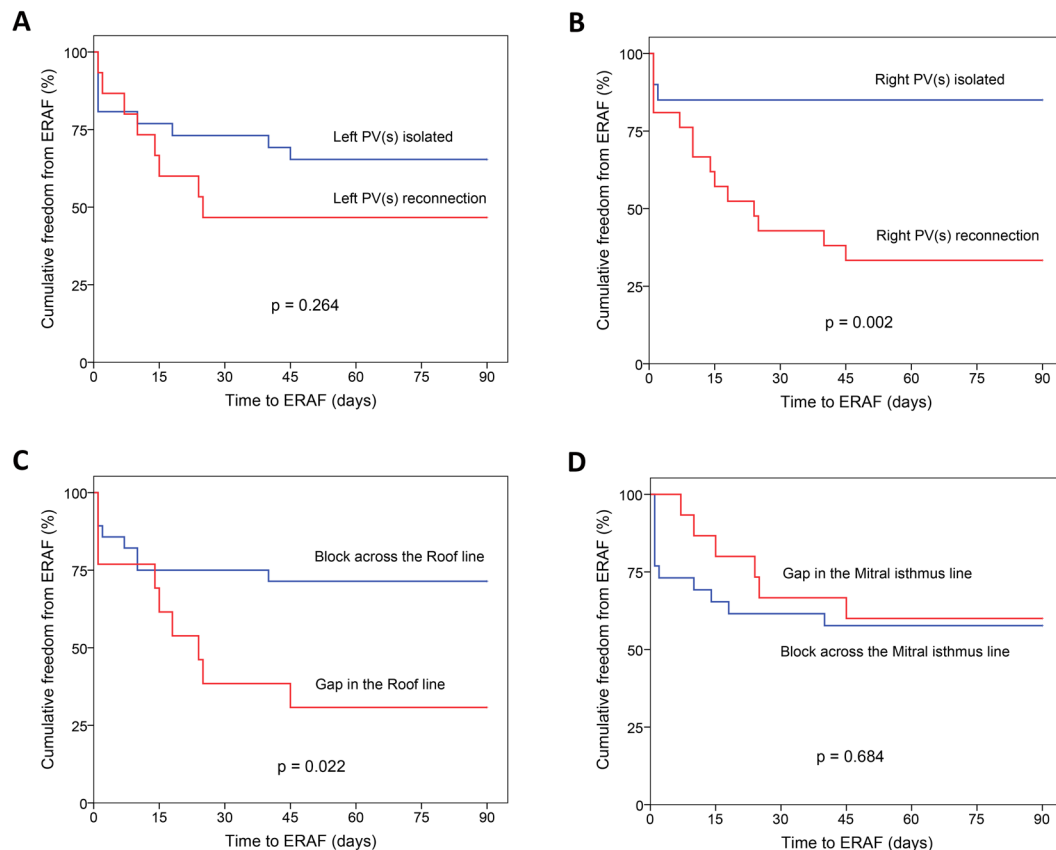 A
Cumulative freedom from ERAF (%)
100
75
50
25
0
Left PV(s) isolated
Left PV(s) reconnection
p = 0.264
0 15 30 45 60 75 90
Time to ERAF (days)
B
Cumulative freedom from ERAF (%)
100
75
50
25
0
Right PV(s) isolated
Right PV(s) reconnection
p = 0.002
0 15 30 45 60 75 90
Time to ERAF (days)
C
Cumulative freedom from ERAF (%)
100
75
50
25
0
Block across the Roof line
Gap in the Roof line
p = 0.022
0 15 30 45 60 75 90
Time to ERAF (days)
D
Cumulative freedom from ERAF (%)
100
75
50
25
0
Gap in the Mitral isthmus line
Block across the Mitral isthmus line
p = 0.684
0 15 30 45 60 75 90
Time to ERAF (days)